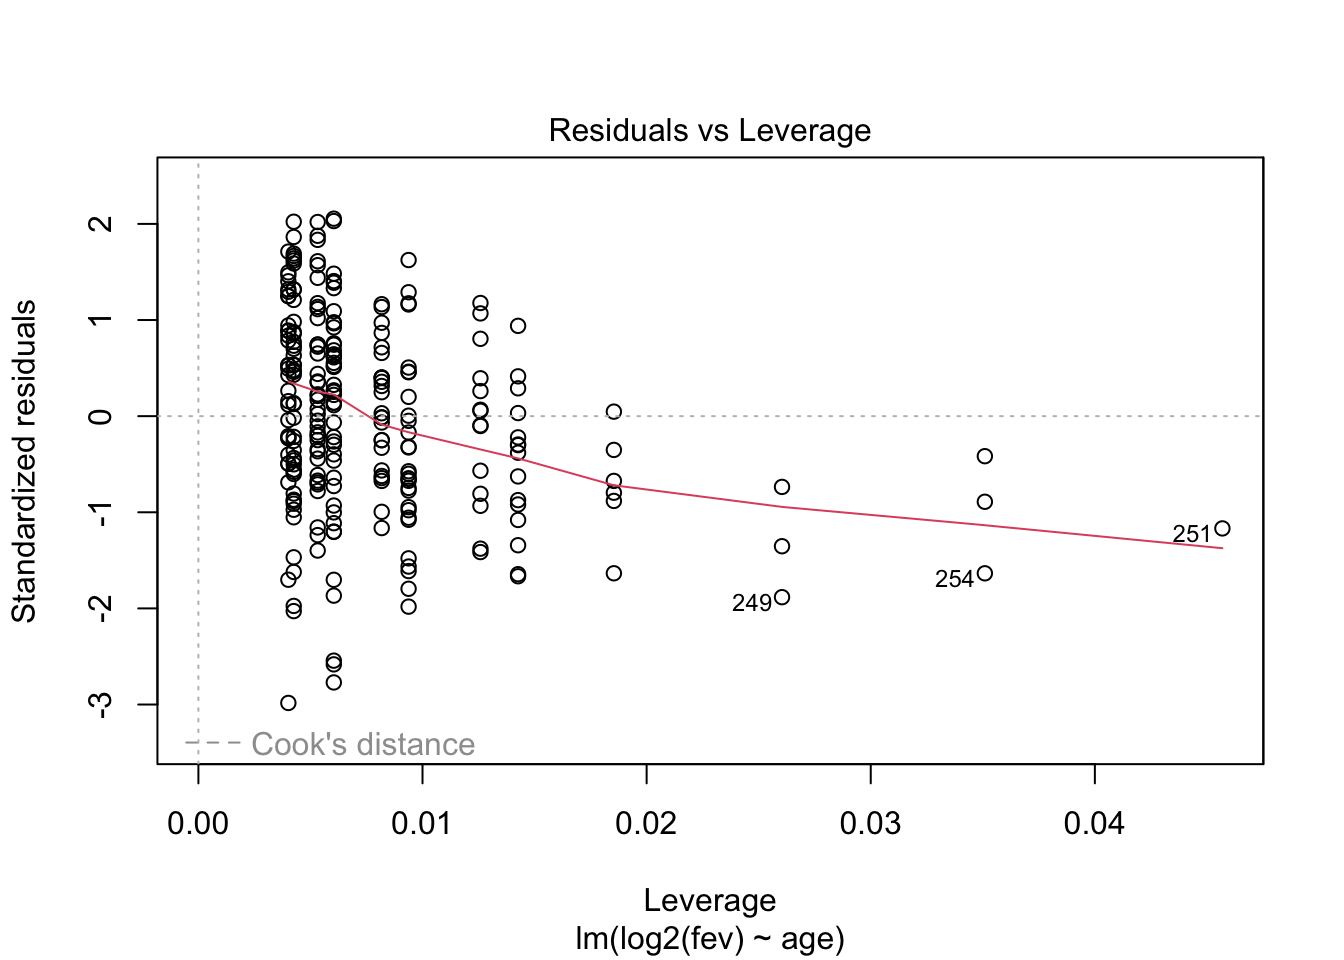 Residuals vs Leverage
Standardized residuals
2
1
0
-1
-2
-3
251
254
249
Cook's distance
0.00 0.01 0.02 0.03 0.04
Leverage
lm(log2(fev) ~ age)